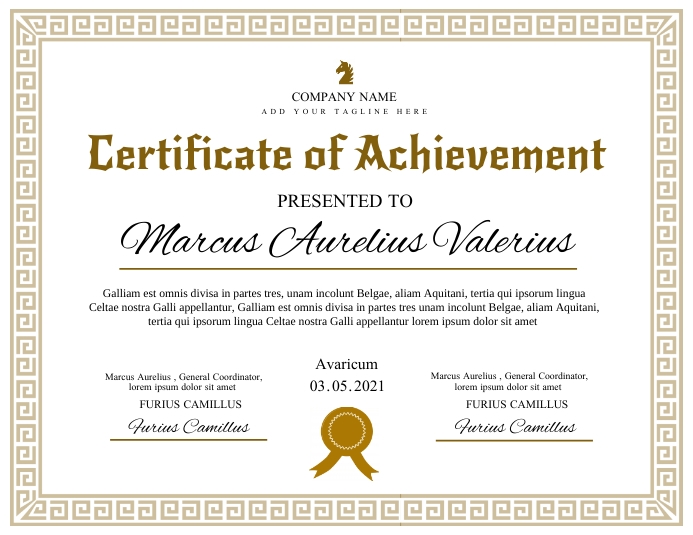 COMPANY NAME
ADD YOUR TAGLINE HERE
Certificate of Achievement
PRESENTED TO
Marcus Aurelius Valerius
Galliam est omnis divisa in partes tres, unam incolunt Belgae, aliam Aquitani, tertia qui ipsorum lingua
Celtae nostra Galli appellantur, Galliam est omnis divisa in partes tres unam incolunt Belgae, aliam Aquitani,
tertia qui ipsorum lingua Celtae nostra Galli appellantur lorem ipsum dolor sit amet
Avaricum
03.05.2021
Marcus Aurelius , General Coordinator,
lorem ipsum dolor sit amet
FURIUS CAMILLUS
Furius Camillus
Marcus Aurelius , General Coordinator,
lorem ipsum dolor sit amet
FURIUS CAMILLUS
Furius Camillus